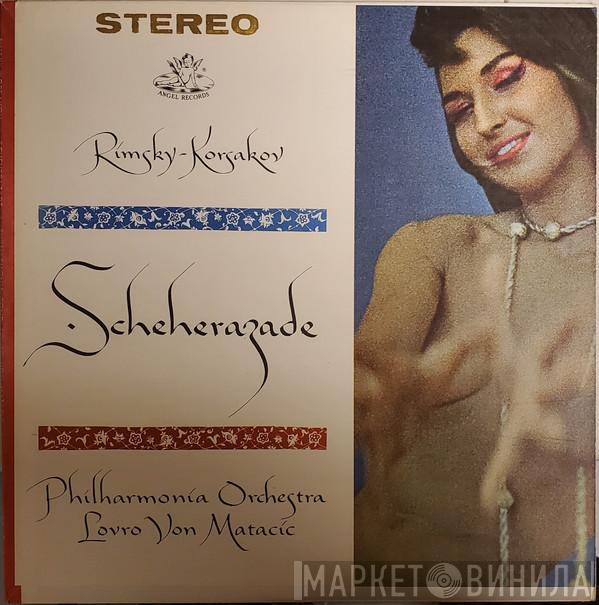 STEREO
ANGEL RECORDS
®
Rimsky-Korsakov
Scheherazade
Philharmonia Orchestra
Lovro Von Matacic
МАРКЕТ ВИНИЛА